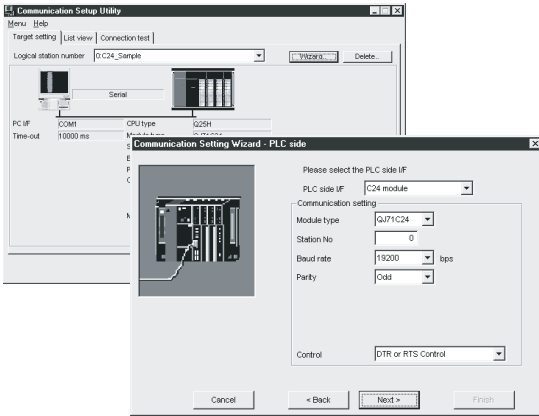 Communication Setup Utility
Menu Help
Target setting List view Connection test
Logical station number 0:C24_Sample Wizard... Delete...
Serial
PC I/F COM1 CPU type Q25H
Time-out 10000 ms
Communication Setting Wizard - PLC side
Please select the PLC side I/F
PLC side I/F C24 module
Communication setting
Module type QJ71C24
Station No 0
Baud rate 19200 bps
Parity Odd
Control DTR or RTS Control
Cancel < Back Next > Finish